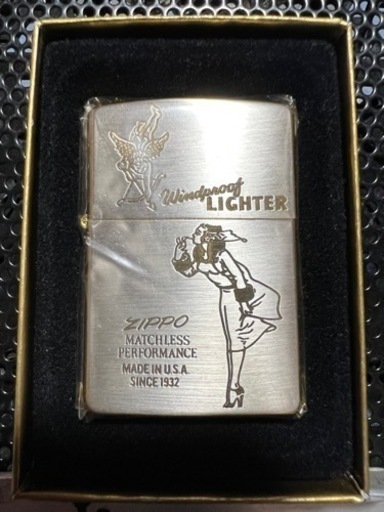 Windproof
LIGHTER
ZIPPO
MATCHLESS
PERFORMANCE
MADE IN U.S.A
SINCE 1932